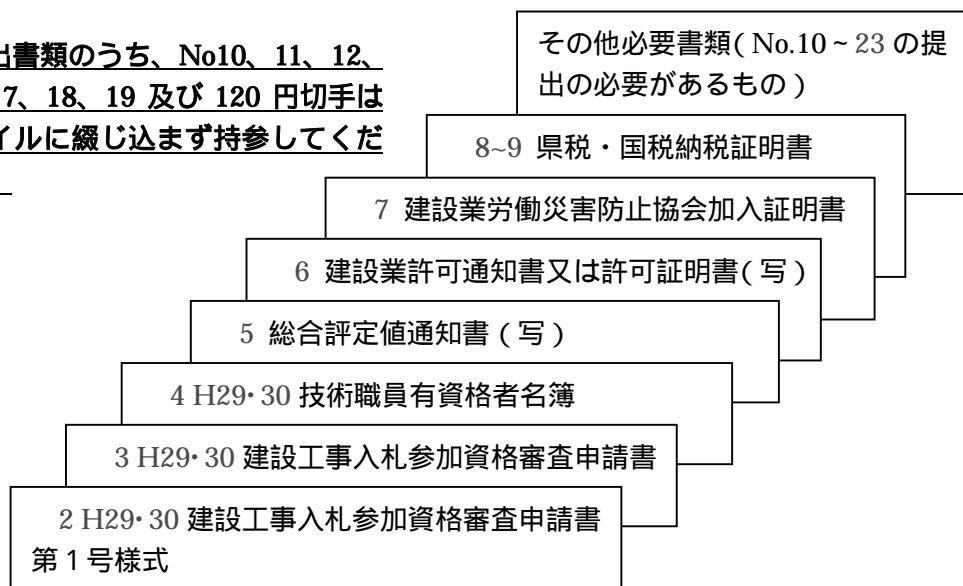 出書類のうち、No10、11、12、
7、18、19 及び 120 円切手は
イルに綴じ込まず持参してくだ
その他必要書類(No.10~23 の提
出の必要があるもの)
8~9 県税・国税納税証明書
7 建設業労働災害防止協会加入証明書
6 建設業許可通知書又は許可証明書(写)
5 総合評定値通知書(写)
4 H29・30 技術職員有資格者名簿
3 H29・30 建設工事入札参加資格審査申請書
2 H29・30 建設工事入札参加資格審査申請書
第1号様式